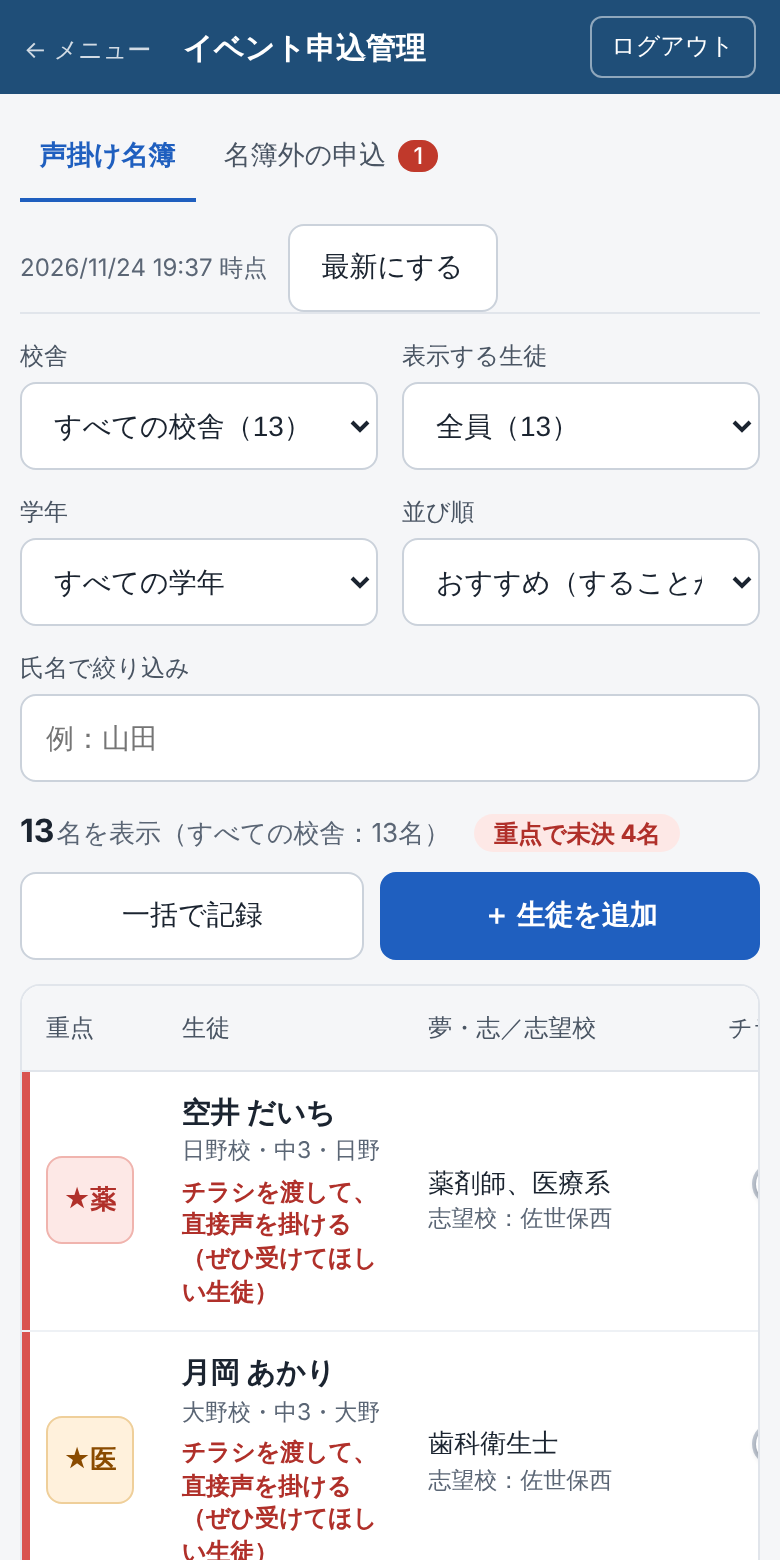 ← メニュー イベント申込管理 ログアウト
声掛け名簿 名簿外の申込 1
2026/11/24 19:37 時点 最新にする
校舎 表示する生徒
すべての校舎（13） 全員（13）
学年 並び順
すべての学年 おすすめ（すること
氏名で絞り込み
例：山田
13名を表示（すべての校舎：13名） 重点で未決 4名
一括で記録 + 生徒を追加
重点 生徒 夢・志／志望校 チ
空井 だいち
日野校・中3・日野
★薬
チラシを渡して、
直接声を掛ける
（ぜひ受けてほし
い生徒）
薬剤師、医療系
志望校：佐世保西
月岡 あかり
大野校・中3・大野
★医
チラシを渡して、
直接声を掛ける
（ぜひ受けてほし
い生徒）
歯科衛生士
志望校：佐世保西